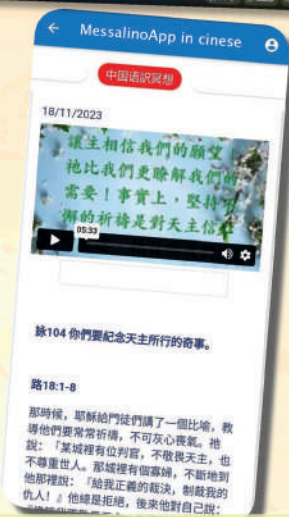 MessalinoApp in cinese
中国语訳冥想
18/11/2023
讓主相信我們的願望！
祂比我們更瞭解我們的
需要！事實上，堅持不
懈的祈禱是對天主信
05:33
詠104 你們要紀念天主所行的奇事。
路18:1-8
那時候，耶穌給門徒們講了一個比喻，教
導他們要常常祈禱，不可灰心喪氣。祂
說：「某城裡有位判官，不敬畏天主，也
不尊重世人。那城裡有個寡婦，不斷地到
他那裡說：『給我正義的裁決，制裁我的
仇人！』他總是拒絕，後來他對自己說：